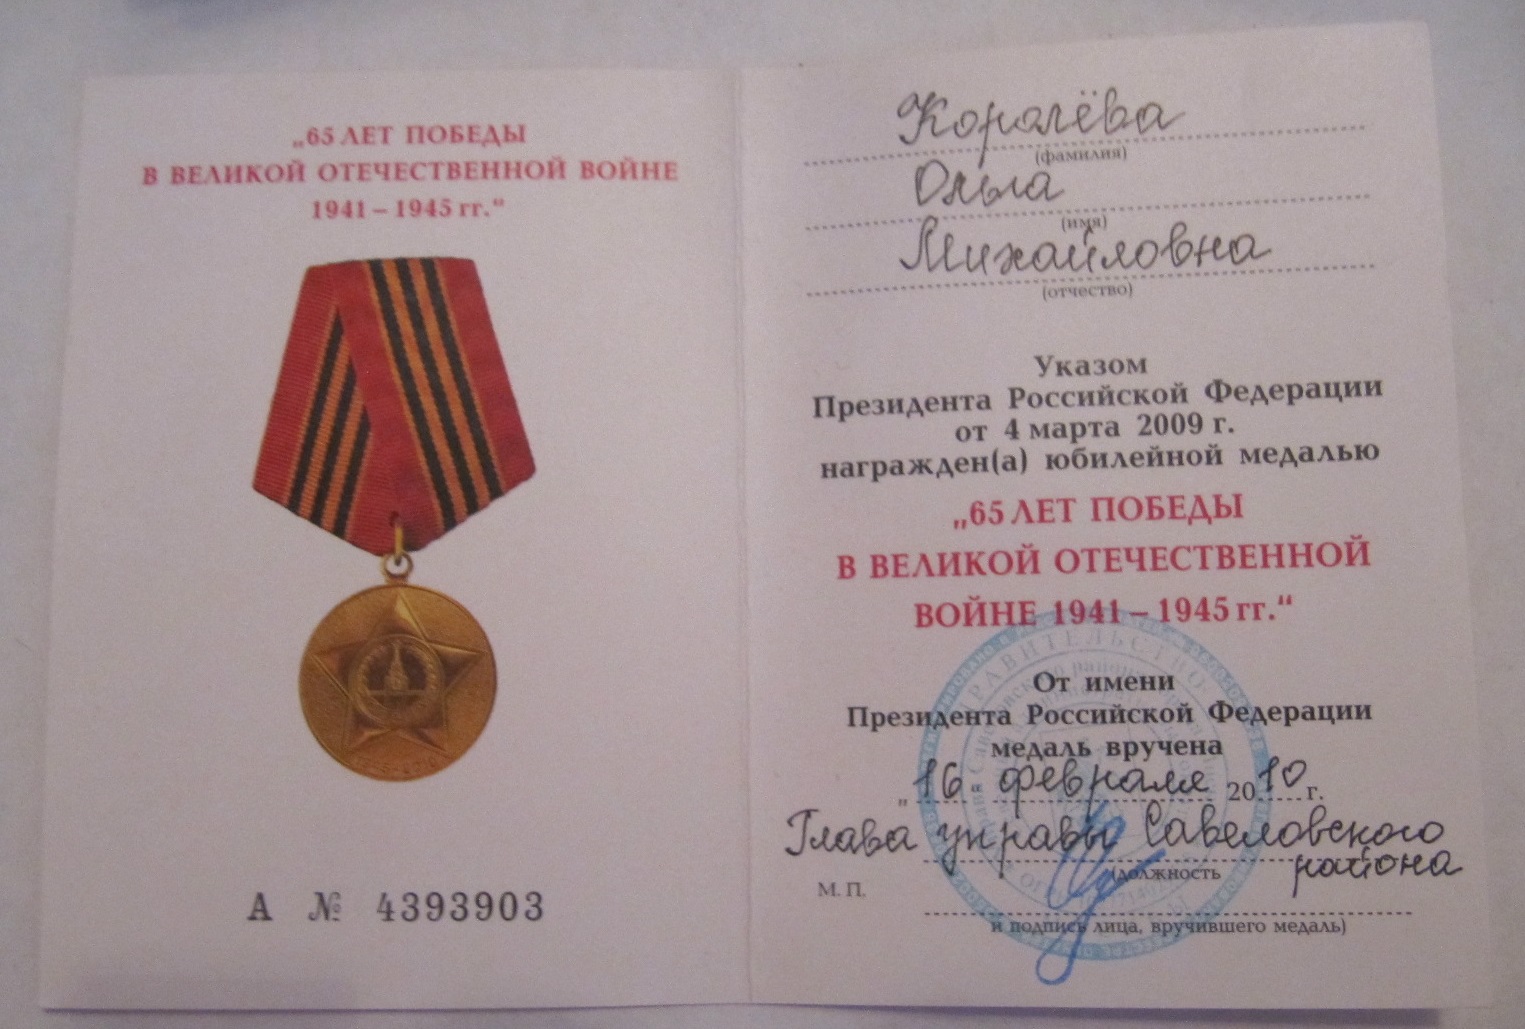 „65 ЛЕТ ПОБЕДЫ
В ВЕЛИКОЙ ОТЕЧЕСТВЕННОЙ ВОЙНЕ
1941 – 1945 гг.“
А № 4393903
Королёва
(фамилия)
Ольга
(имя)
Михайловна
(отчество)
Указом
Президента Российской Федерации
от 4 марта 2009 г.
награжден(а) юбилейной медалью
„65 ЛЕТ ПОБЕДЫ
В ВЕЛИКОЙ ОТЕЧЕСТВЕННОЙ
ВОЙНЕ 1941 – 1945 гг.“
От имени
Президента Российской Федерации
медаль вручена
„16“ февраля 2010 г.
Глава управы Савеловского
района
(должность
М. П.
и подпись лица, вручившего медаль)
ПРАВИТЕЛЬСТВО